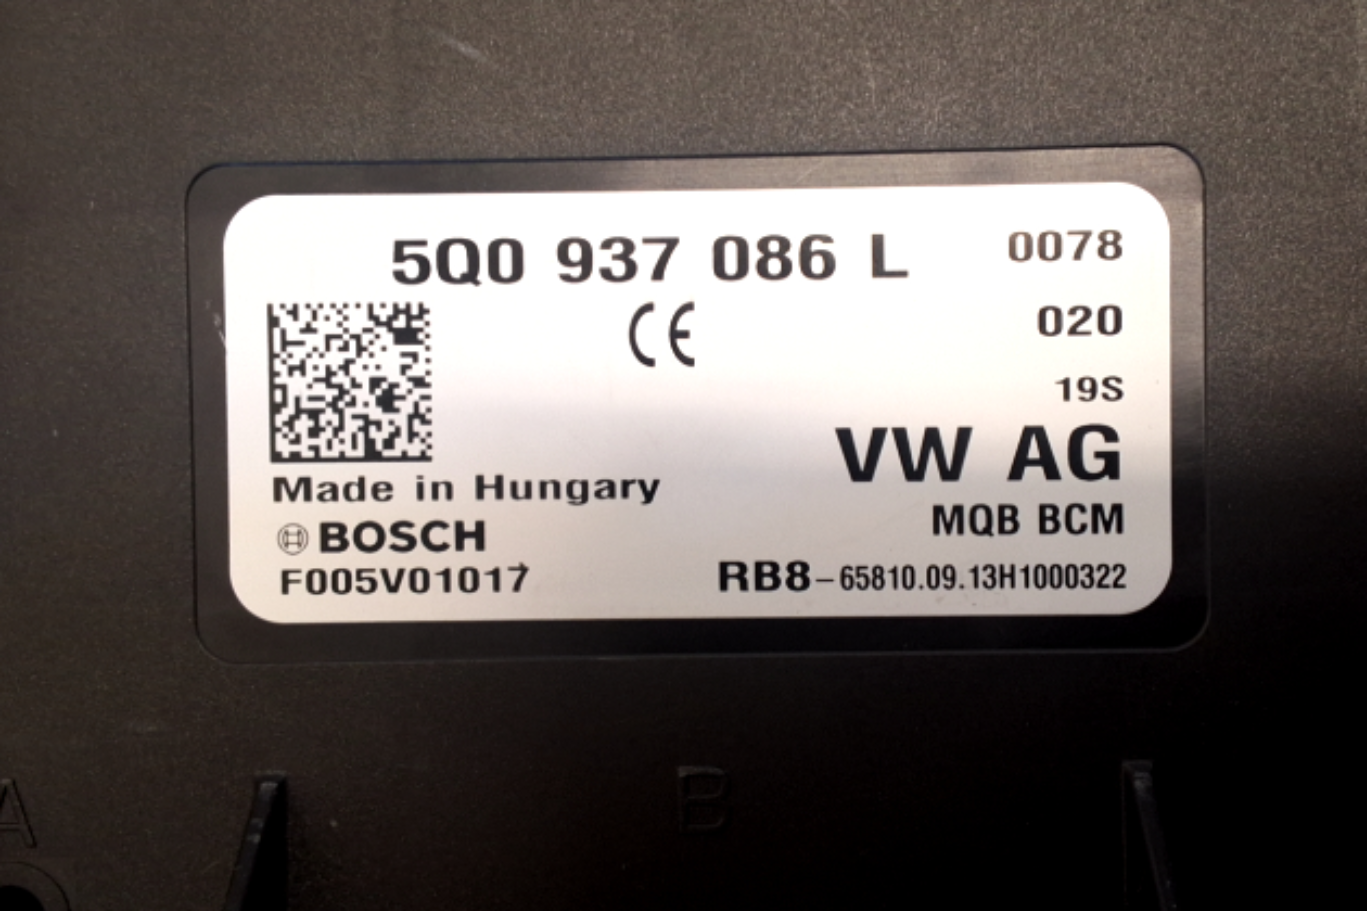 5Q0 937 086 L 0078
CE
020
19S
VW AG
Made in Hungary
MQB BCM
BOSCH
F005V01017
RB8-65810.09.13H1000322
A
B